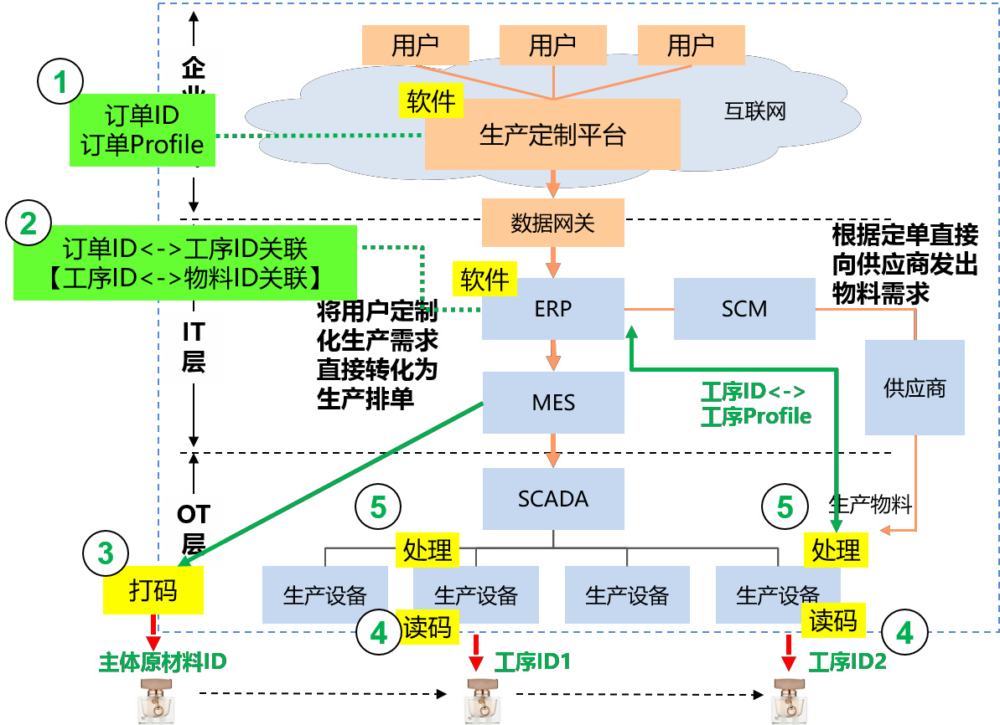 用户
用户
用户
企
1
软件
互联网
订单ID
订单Profile
生产定制平台
2
数据网关
订单ID<->工序ID关联
【工序ID<->物料ID关联】
软件
根据定单直接
向供应商发出
物料需求
ERP
SCM
将用户定制
化生产需求
直接转化为
生产排单
IT
层
MES
工序ID<->
工序Profile
供应商
SCADA
OT
层
5
5
生产物料
3
处理
处理
打码
生产设备
生产设备
生产设备
生产设备
4
读码
读码
4
主体原材料ID
工序ID1
工序ID2